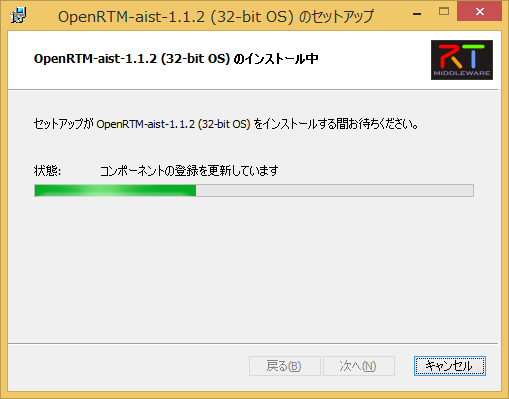 OpenRTM-aist-1.1.2 (32-bit OS) のセットアップ
OpenRTM-aist-1.1.2 (32-bit OS) のインストール中
RT
MIDDLEWARE
セットアップが OpenRTM-aist-1.1.2 (32-bit OS) をインストールする間お待ちください。
状態: コンポーネントの登録を更新しています
戻る(B) 次へ(N) キャンセル